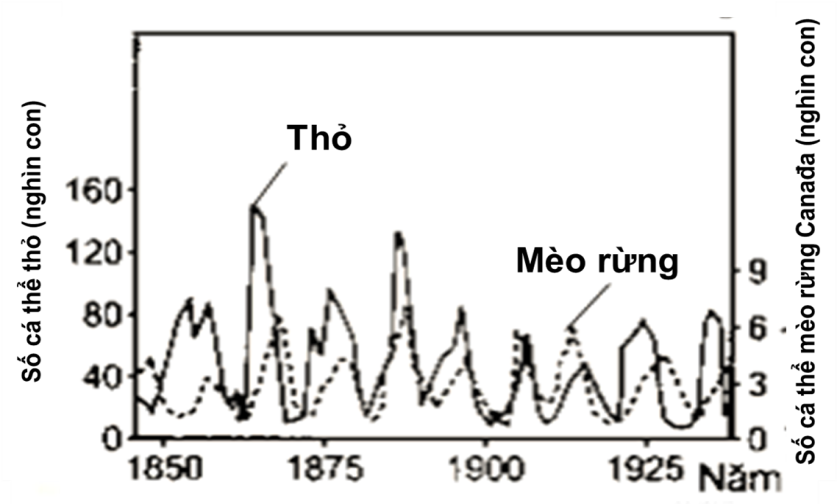 Số cá thể thỏ (nghìn con)
160
120
80
40
0
Thỏ
Mèo rừng
9
6
3
0
Số cá thể mèo rừng Canađa (nghìn con)
1850 1875 1900 1925 Năm